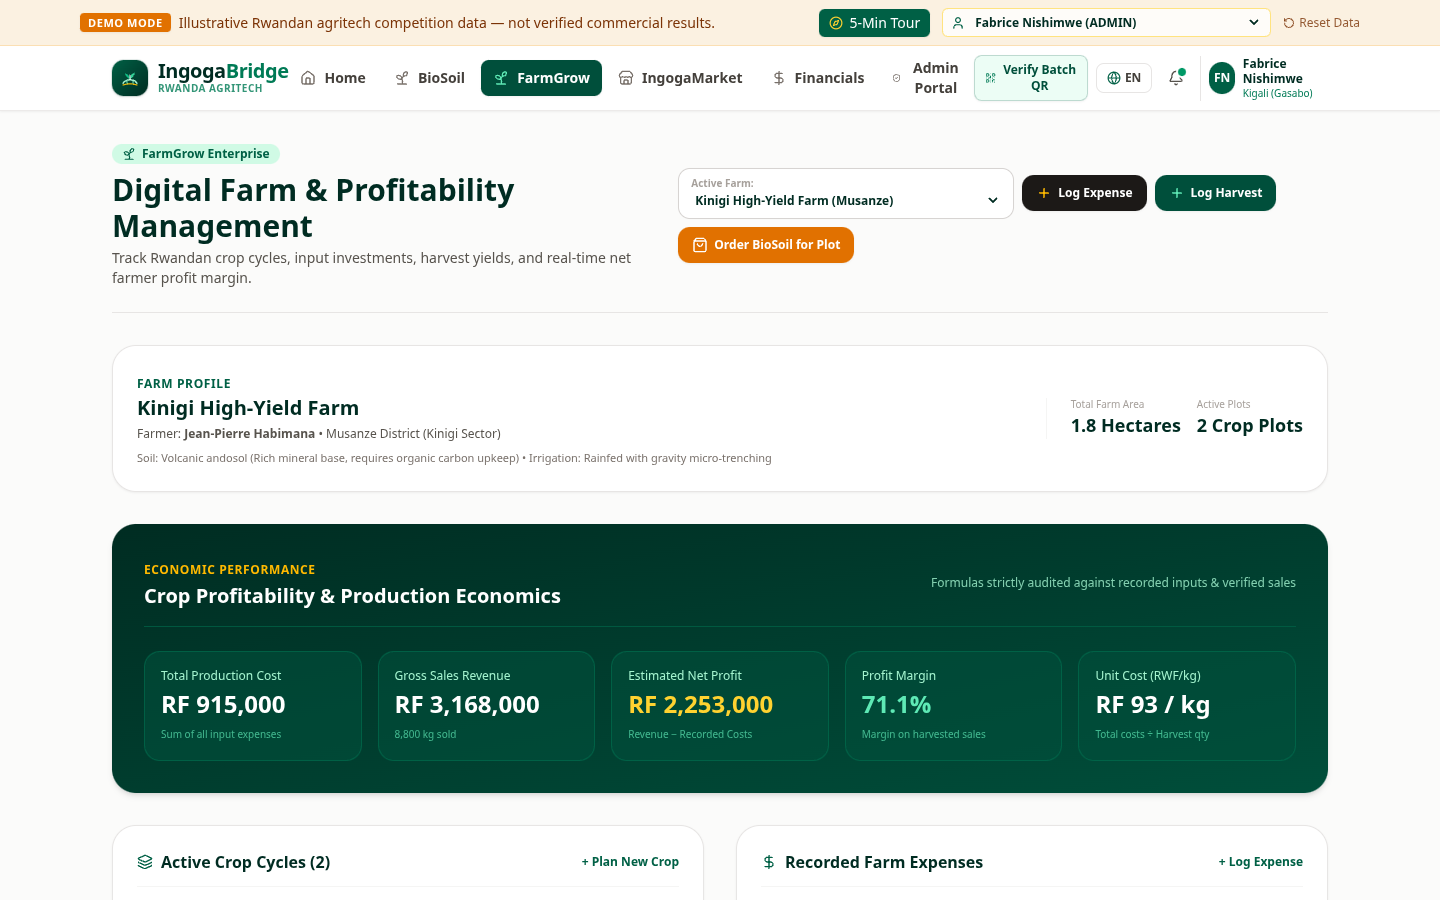 DEMO MODE Illustrative Rwandan agritech competition data — not verified commercial results.
5-Min Tour
Fabrice Nishimwe (ADMIN)
Reset Data
IngogaBridge
RWANDA AGRITECH
Home
BioSoil
FarmGrow
IngogaMarket
Financials
Admin
Portal
Verify Batch
QR
EN
FN
Fabrice
Nishimwe
Kigali (Gasabo)
FarmGrow Enterprise
Digital Farm & Profitability
Management
Track Rwandan crop cycles, input investments, harvest yields, and real-time net
farmer profit margin.
Active Farm:
Kinigi High-Yield Farm (Musanze)
Log Expense
Log Harvest
Order BioSoil for Plot
FARM PROFILE
Kinigi High-Yield Farm
Farmer: Jean-Pierre Habimana • Musanze District (Kinigi Sector)
Soil: Volcanic andosol (Rich mineral base, requires organic carbon upkeep) • Irrigation: Rainfed with gravity micro-trenching
Total Farm Area
1.8 Hectares
Active Plots
2 Crop Plots
ECONOMIC PERFORMANCE
Crop Profitability & Production Economics
Formulas strictly audited against recorded inputs & verified sales
Total Production Cost
RF 915,000
Sum of all input expenses
Gross Sales Revenue
RF 3,168,000
8,800 kg sold
Estimated Net Profit
RF 2,253,000
Revenue − Recorded Costs
Profit Margin
71.1%
Margin on harvested sales
Unit Cost (RWF/kg)
RF 93 / kg
Total costs ÷ Harvest qty
Active Crop Cycles (2)
+ Plan New Crop
Recorded Farm Expenses
+ Log Expense